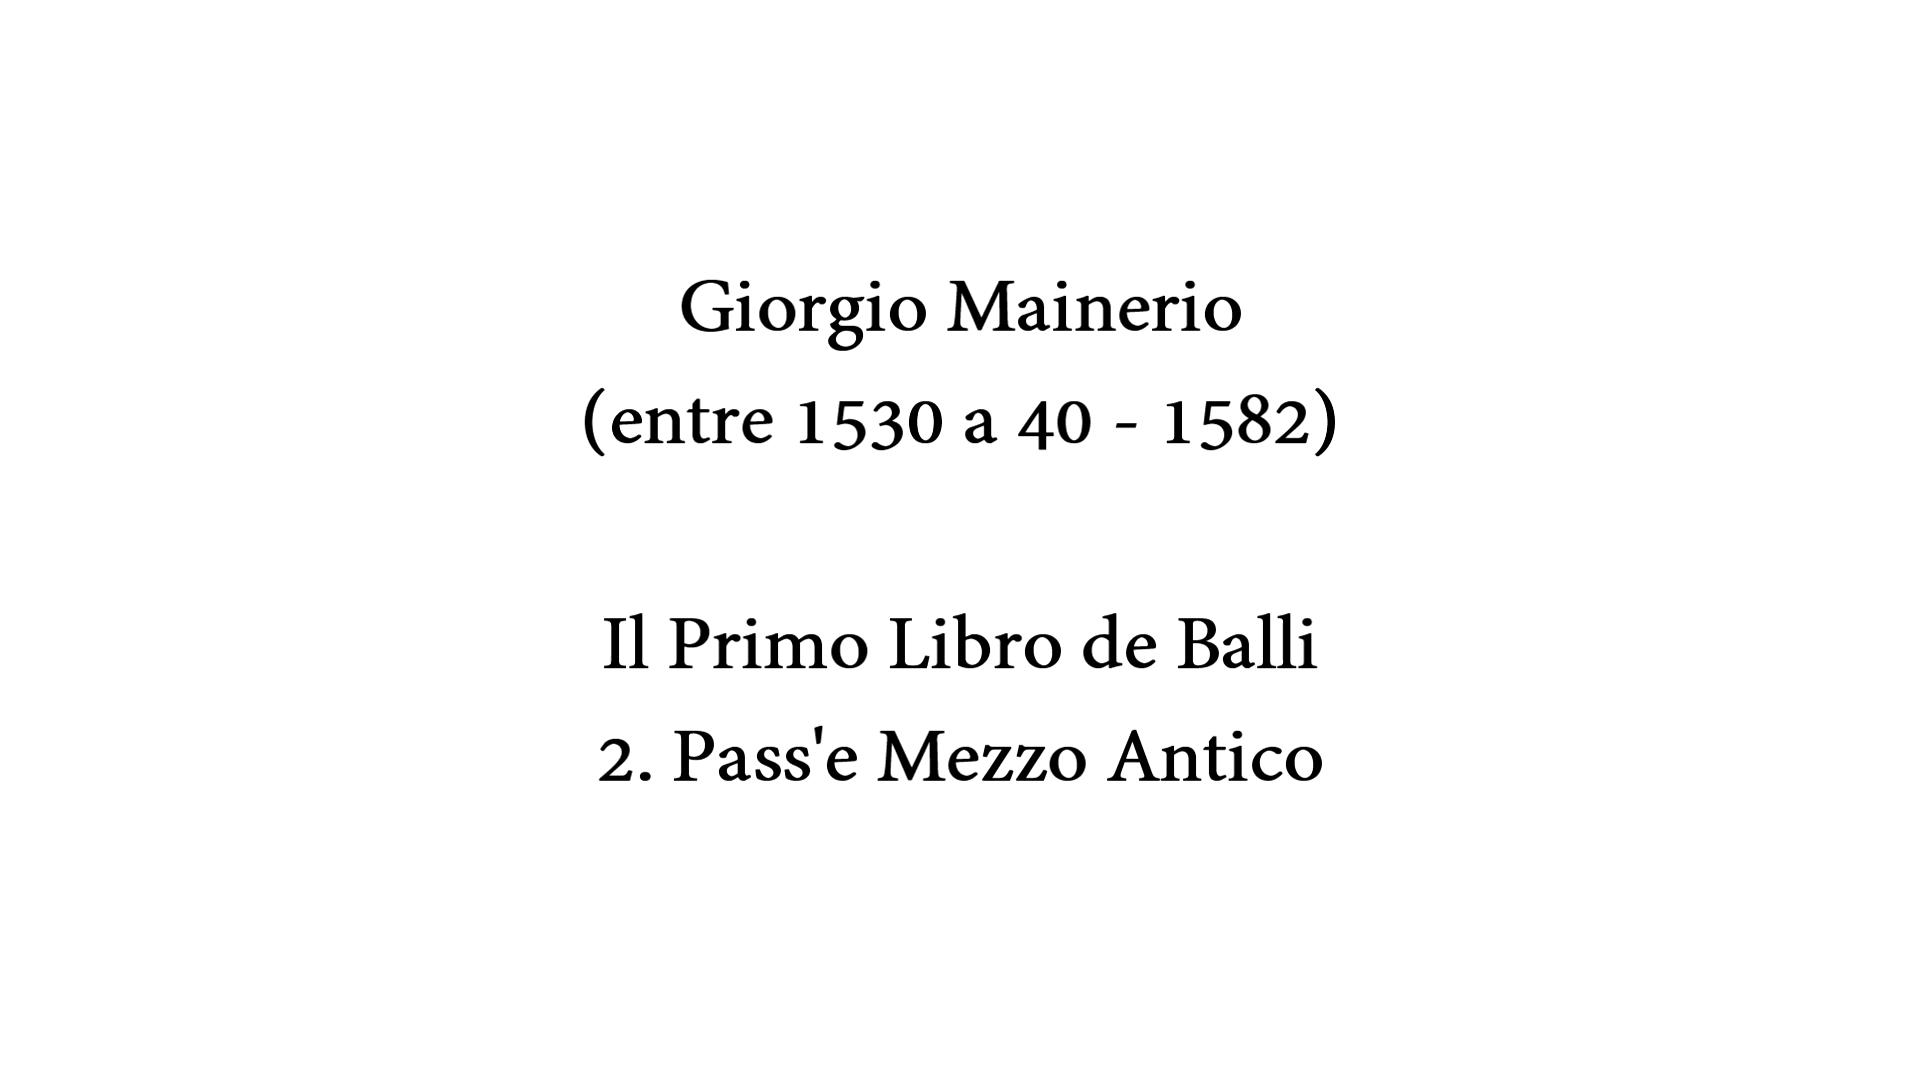 Giorgio Mainerio
(entre 1530 a 40 - 1582)
Il Primo Libro de Balli
2. Pass'e Mezzo Antico